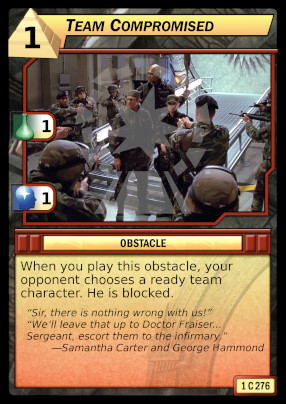 1
TEAM COMPROMISED
1
1
OBSTACLE
When you play this obstacle, your
opponent chooses a ready team
character. He is blocked.
“Sir, there is nothing wrong with us!”
“We’ll leave that up to Doctor Fraiser...
Sergeant, escort them to the infirmary.”
—Samantha Carter and George Hammond
1 C 276